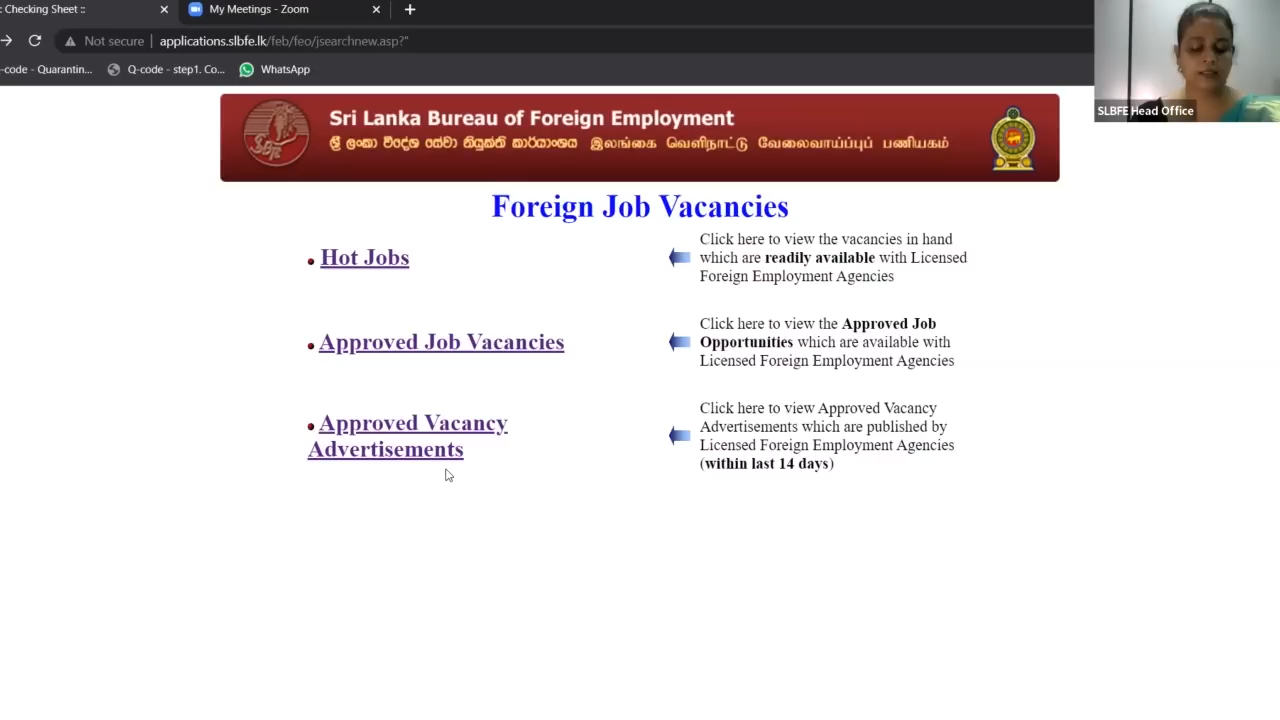 : Checking Sheet ::
My Meetings - Zoom
Not secure
applications.slbfe.lk/feb/feo/jsearchnew.asp?"
-code - Quarantin...
Q-code - step1. Co...
WhatsApp
SLBFE Head Office
Sri Lanka Bureau of Foreign Employment
ශ්‍රී ලංකා විදේශ සේවා නියුක්ති කාර්යාංශය இலங்கை வெளிநாட்டு வேலைவாய்ப்புப் பணியகம்
Foreign Job Vacancies
Hot Jobs
Click here to view the vacancies in hand
which are readily available with Licensed
Foreign Employment Agencies
Approved Job Vacancies
Click here to view the Approved Job
Opportunities which are available with
Licensed Foreign Employment Agencies
Approved Vacancy
Advertisements
Click here to view Approved Vacancy
Advertisements which are published by
Licensed Foreign Employment Agencies
(within last 14 days)